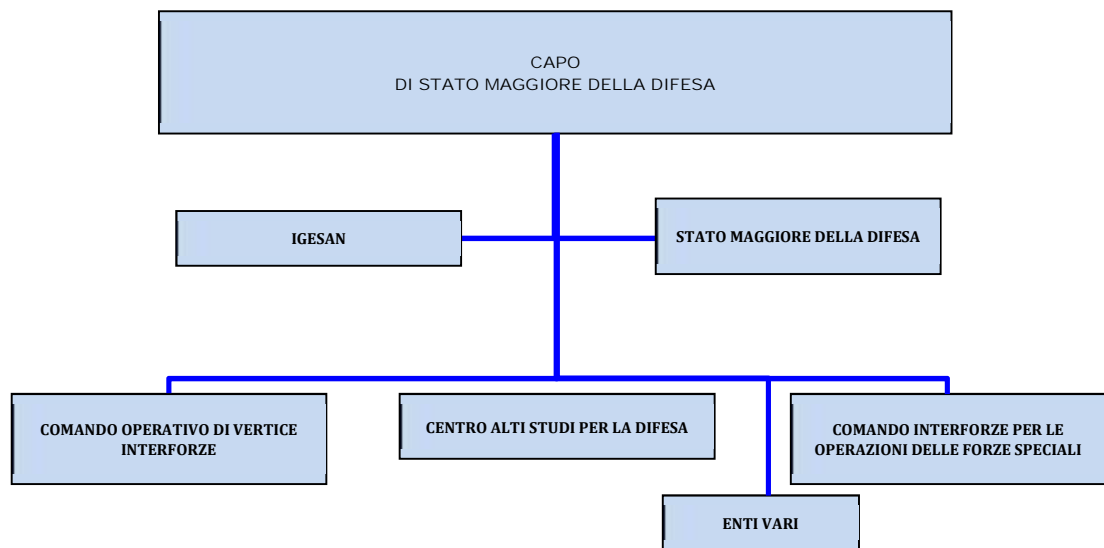 CAPO
DI STATO MAGGIORE DELLA DIFESA
IGESAN
STATO MAGGIORE DELLA DIFESA
COMANDO OPERATIVO DI VERTICE
INTERFORZE
CENTRO ALTI STUDI PER LA DIFESA
COMANDO INTERFORZE PER LE
OPERAZIONI DELLE FORZE SPECIALI
ENTI VARI